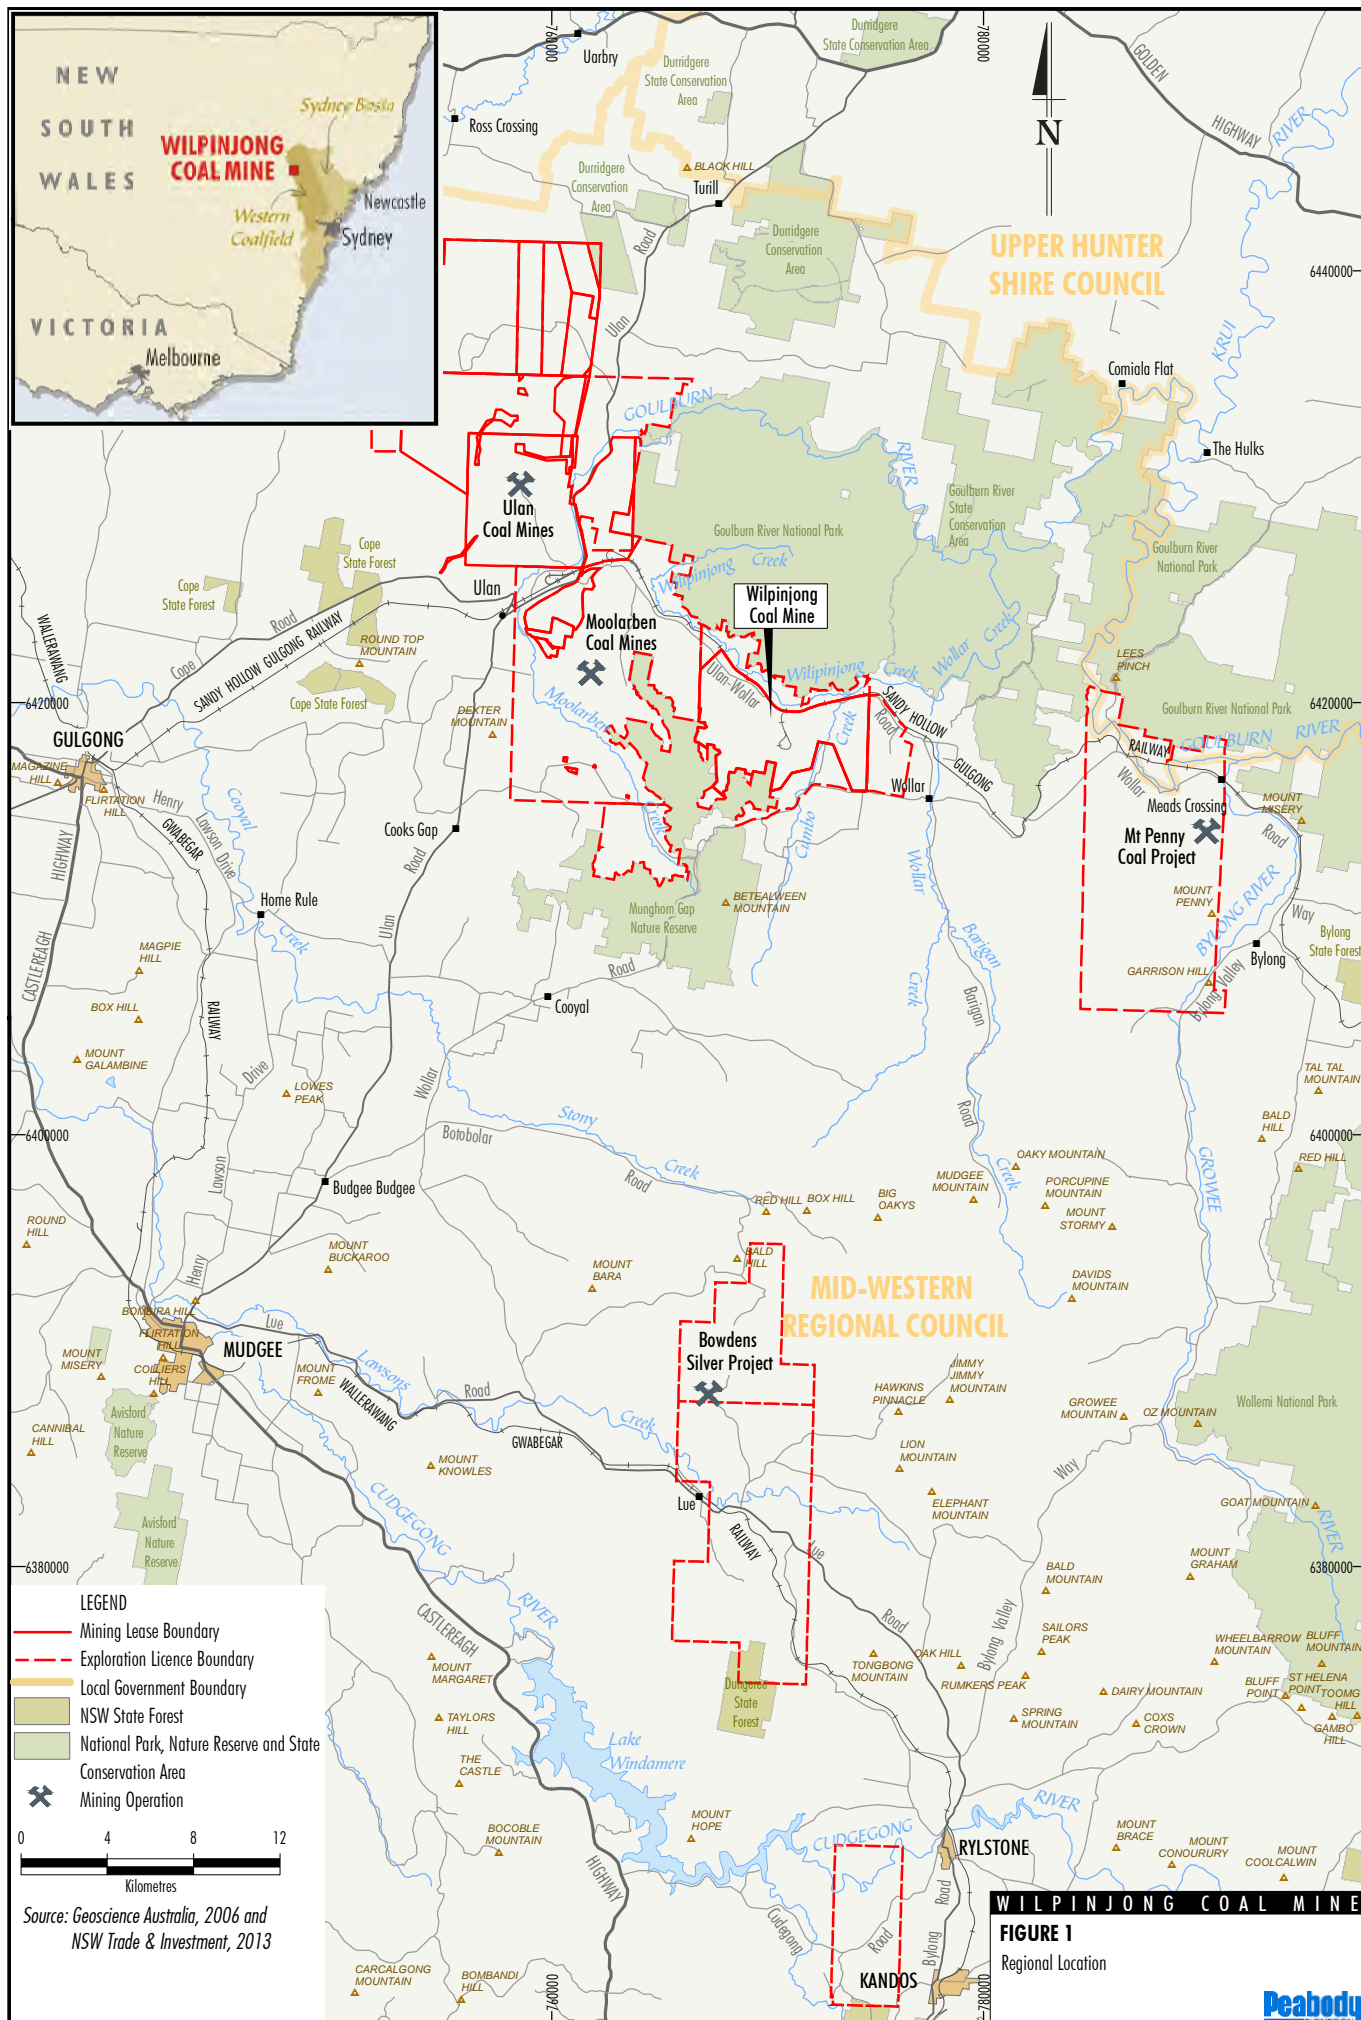 NEW
SOUTH
WALES
Sydney Basin
WILPINJONG
COAL MINE
Western
Coalfield
Newcastle
Sydney
VICTORIA
Melbourne
760000
780000
Uarbry
Durridgere
State Conservation Area
Durridgere
State Conservation
Area
GOLDEN
HIGHWAY
RIVER
Ross Crossing
N
BLACK HILL
Turill
Durridgere
Conservation
Area
Durridgere
Conservation
Area
Road
Ulan
UPPER HUNTER
SHIRE COUNCIL
6440000
KRUI
Comiala Flat
The Hulks
GOULBURN
RIVER
Ulan
Coal Mines
Goulburn River National Park
Goulburn River
State
Conservation
Area
Goulburn River
National Park
Cope
State Forest
Cope
State Forest
Wilpinjong Creek
Wilpinjong
Coal Mine
Ulan
Moolarben
Coal Mines
WALLERAWANG
Cope Road
SANDY HOLLOW GULGONG RAILWAY
ROUND TOP
MOUNTAIN
Cope State Forest
Ulan-Wollar
Wilpinjong Creek
Wollar Creek
LEES
PINCH
6420000
6420000
Goulburn River National Park
DEXTER
MOUNTAIN
Moolarben
Creek
Road
SANDY HOLLOW
GULGONG
RAILWAY
GOULBURN RIVER
GULGONG
MAGAZINE
HILL
FLIRTATION
HILL
Henry
Lawson Drive
GWABEGAR
Cooyal
Creek
Wollar
Wollar
Meads Crossing
MOUNT
MISERY
Road
Mt Penny
Coal Project
Cooks Gap
Road
Cumbo
Creek
Wollar
HIGHWAY
CASTLEREAGH
Home Rule
Ulan
BETEALWEEN
MOUNTAIN
Munghorn Gap
Nature Reserve
MOUNT
PENNY
BYLONG RIVER
Way
Bylong
State Forest
Bylong
Barigan
MAGPIE
HILL
BOX HILL
RAILWAY
Road
Cooyal
Creek
Barigan
GARRISON HILL
Bylong Valley
MOUNT
GALAMBINE
Drive
LOWES
PEAK
Wollar
Stony
Creek
Road
TAL TAL
MOUNTAIN
BALD
HILL
6400000
6400000
Botobolar
Road
GROWEE
RED HILL
Lawson
Budgee Budgee
MUDGEE
MOUNTAIN
Creek
OAKY MOUNTAIN
PORCUPINE
MOUNTAIN
MOUNT
STORMY
RED HILL
BOX HILL
BIG
OAKYS
ROUND
HILL
Henry
MOUNT
BUCKAROO
MOUNT
BARA
BALD
HILL
DAVIDS
MOUNTAIN
MID-WESTERN
REGIONAL COUNCIL
BOMBIRA HILL
Lue
FLIRTATION
HILL
MUDGEE
MOUNT
MISERY
COLLIERS
HILL
MOUNT
FROME
Lawsons
Creek
WALLERAWANG
Road
Bowdens
Silver Project
JIMMY
JIMMY
MOUNTAIN
HAWKINS
PINNACLE
GROWEE
MOUNTAIN
OZ MOUNTAIN
Wollemi National Park
Avisford
Nature
Reserve
CANNIBAL
HILL
GWABEGAR
LION
MOUNTAIN
MOUNT
KNOWLES
Way
CUDGEGONG
RIVER
Lue
ELEPHANT
MOUNTAIN
GOAT MOUNTAIN
RIVER
Avisford
Nature
Reserve
RAILWAY
Lue
Road
BALD
MOUNTAIN
MOUNT
GRAHAM
6380000
6380000
CASTLEREAGH
HIGHWAY
SAILORS
PEAK
Bylong Valley
WHEELBARROW
MOUNTAIN
BLUFF
MOUNTAIN
MOUNT
MARGARET
TONGBONG
MOUNTAIN
OAK HILL
RUMKERS PEAK
BLUFF
POINT
ST HELENA
POINT
TOOMG
HILL
Dungeree
State
Forest
DAIRY MOUNTAIN
TAYLORS
HILL
SPRING
MOUNTAIN
COXS
CROWN
GAMBO
HILL
Lake
Windamere
THE
CASTLE
MOUNT
HOPE
BOCOBLE
MOUNTAIN
CUDGEGONG
RIVER
MOUNT
BRACE
MOUNT
CONOURURY
MOUNT
COOLCALWIN
RYLSTONE
Cudgegong
Road
Road
Bylong
KANDOS
CARCALGONG
MOUNTAIN
BOMBANDI
HILL
760000
780000
LEGEND
Mining Lease Boundary
Exploration Licence Boundary
Local Government Boundary
NSW State Forest
National Park, Nature Reserve and State
Conservation Area
Mining Operation
0 4 8 12
Kilometres
Source: Geoscience Australia, 2006 and
NSW Trade & Investment, 2013
WILPINJONG COAL MINE
FIGURE 1
Regional Location
Peabody